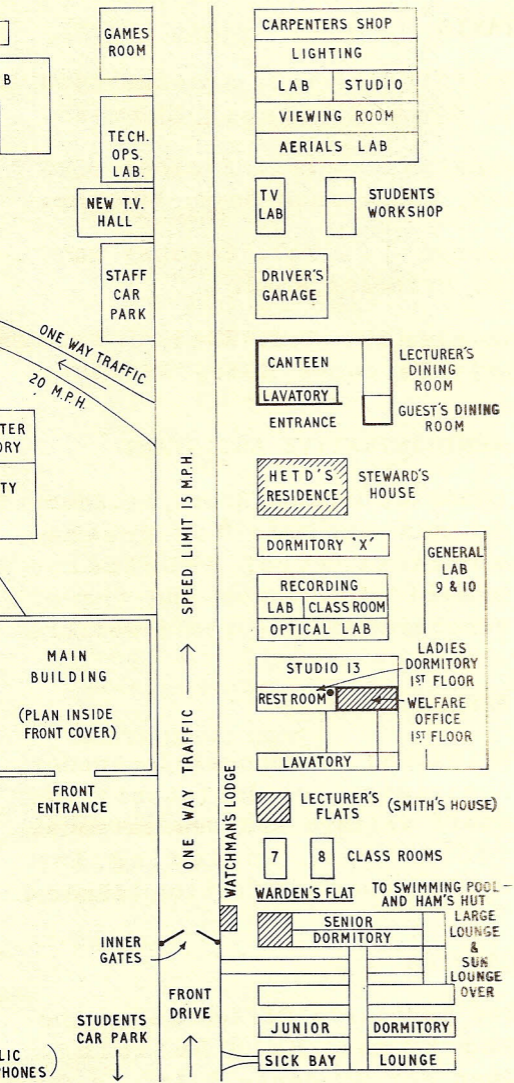 GAMES
ROOM
B
TECH.
OPS.
LAB.
NEW T.V.
HALL
STAFF
CAR
PARK
ONE WAY TRAFFIC
20 M.P.H.
TER
ORY
TY
MAIN
BUILDING
(PLAN INSIDE
FRONT COVER)
FRONT
ENTRANCE
INNER
GATES
STUDENTS
CAR PARK
LIC
PHONES)
SPEED LIMIT 15 M.P.H.
ONE WAY TRAFFIC
FRONT
DRIVE
WATCHMAN'S LODGE
CARPENTERS SHOP
LIGHTING
LAB STUDIO
VIEWING ROOM
AERIALS LAB
TV
LAB
STUDENTS
WORKSHOP
DRIVER'S
GARAGE
CANTEEN
LAVATORY
ENTRANCE
LECTURER'S
DINING
ROOM
GUEST'S DINING
ROOM
HETD'S
RESIDENCE
STEWARD'S
HOUSE
DORMITORY "X"
GENERAL
LAB
9 & 10
RECORDING
LAB CLASS ROOM
OPTICAL LAB
STUDIO 13
REST ROOM
LADIES
DORMITORY
1ST FLOOR
WELFARE
OFFICE
1ST FLOOR
LAVATORY
LECTURER'S
FLATS
(SMITH'S HOUSE)
7 8 CLASS ROOMS
WARDEN'S FLAT
TO SWIMMING POOL
AND HAM'S HUT
SENIOR
DORMITORY
LARGE
LOUNGE
&
SUN
LOUNGE
OVER
JUNIOR DORMITORY
SICK BAY LOUNGE